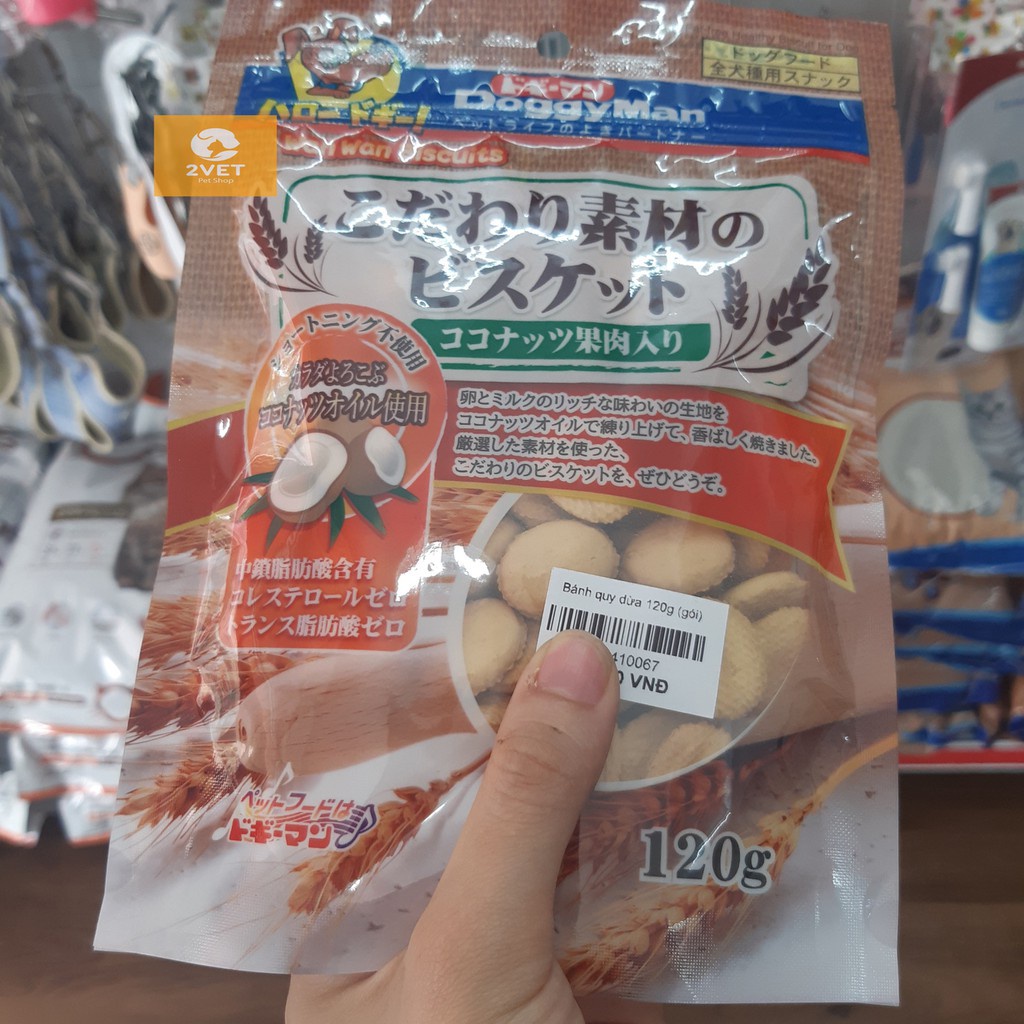 ドッグフード
全犬種用スナック
ドギーマン
DoggyMan
ペットライフのよきパートナー
ハロードギー!
2VET
Pet Shop
Wan Biscuits
こだわり素材の
ビスケット
ココナッツ果肉入り
ショートニング不使用
カラダよろこぶ
ココナッツオイル使用
卵とミルクのリッチな味わいの生地を
ココナッツオイルで練り上げて、香ばしく焼きました。
厳選した素材を使った、
こだわりのビスケットを、ぜひどうぞ。
中鎖脂肪酸含有
コレステロールゼロ
トランス脂肪酸ゼロ
Bánh quy dừa 120g (gói)
410067
0 VNĐ
ペットフードは
ドギーマン
120g